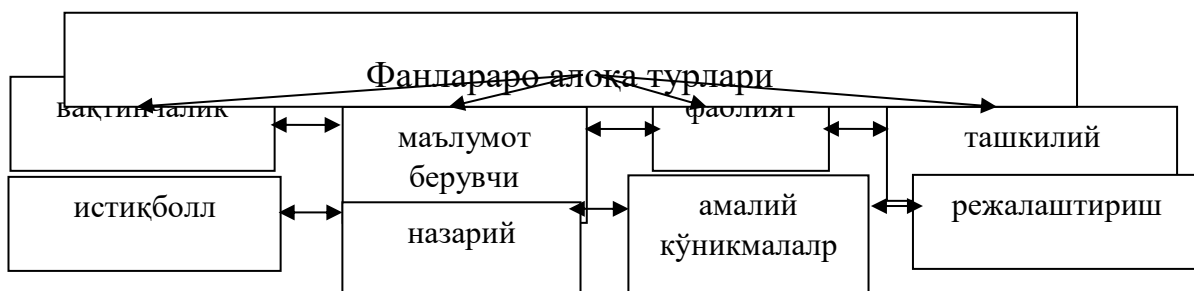 Фанлараро алоқа турлари
вақтинчалик
маълумот
берувчи
фаолият
ташкилий
истиқболл
назарий
амалий
кўникмалалр
режалаштириш